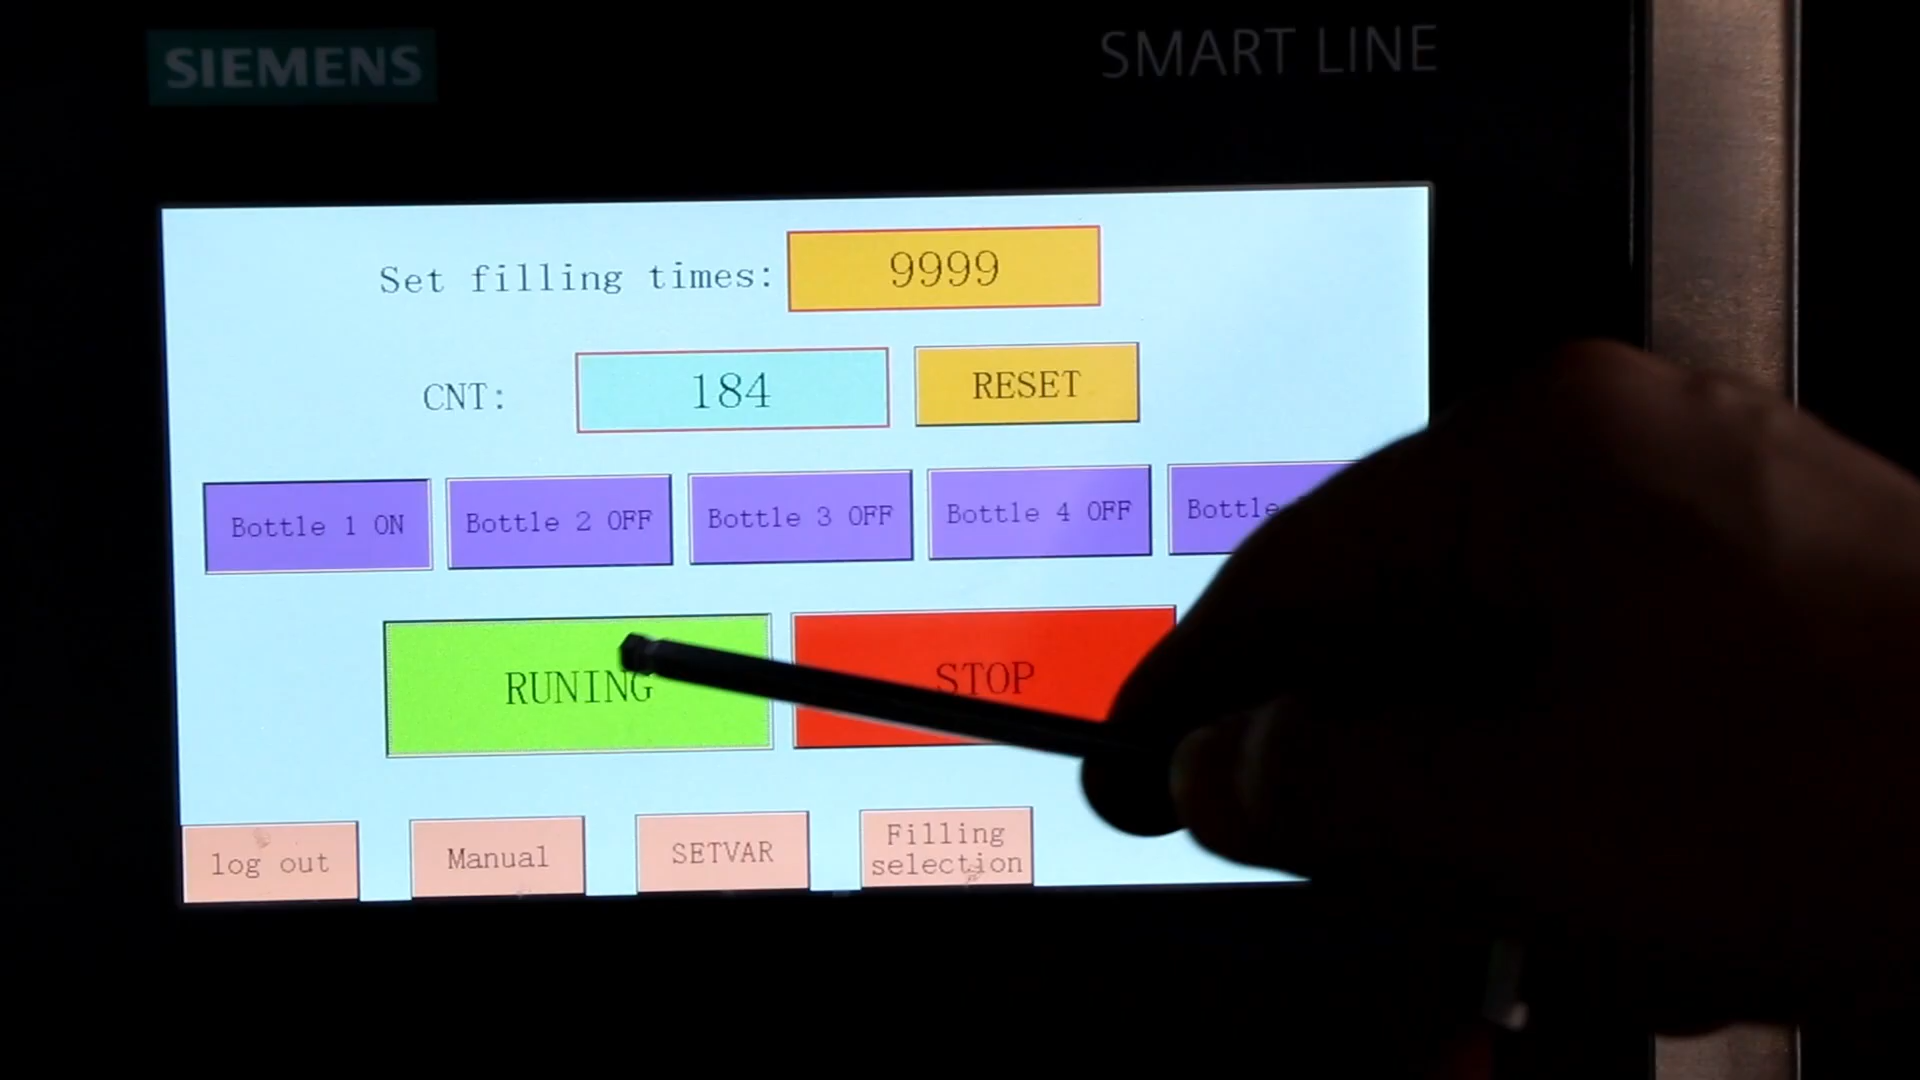 SIEMENS
SMART LINE
Set filling times: 9999
CNT: 184 RESET
Bottle 1 ON Bottle 2 OFF Bottle 3 OFF Bottle 4 OFF Bottle
RUNING STOP
log out Manual SETVAR Filling
selection